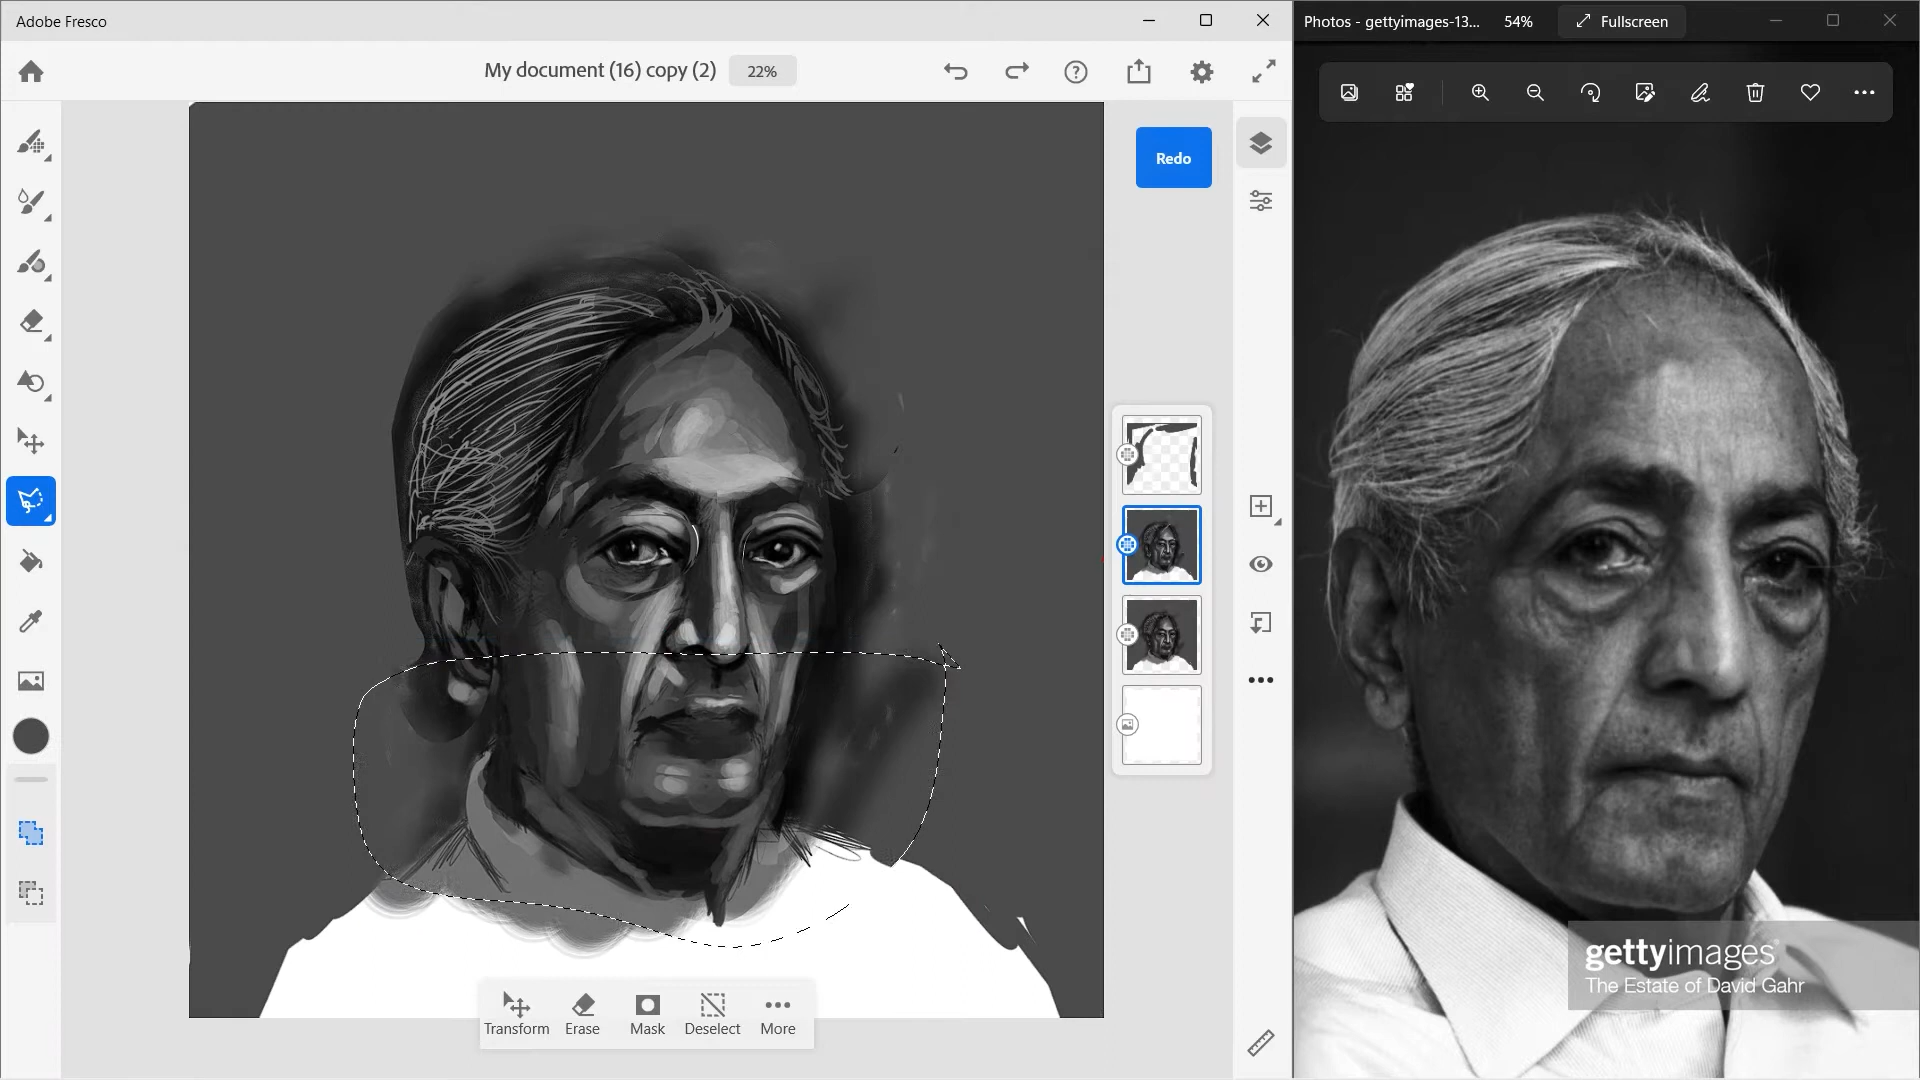 Adobe Fresco
Photos - gettyimages-13...
54%
Fullscreen
My document (16) copy (2)
22%
Redo
Transform
Erase
Mask
Deselect
More
gettyimages
The Estate of David Gahr